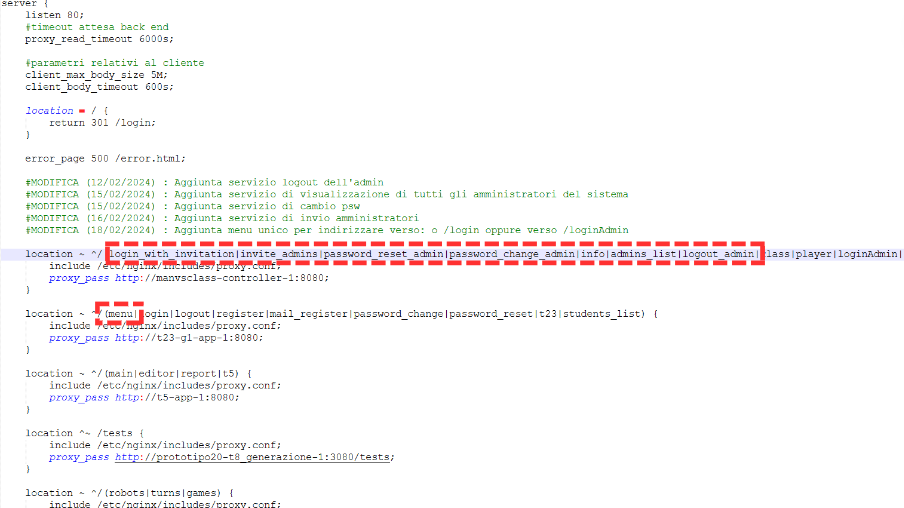 server {
listen 80;
#timeout attesa back end
proxy_read_timeout 6000s;
#parametri relativi al cliente
client_max_body_size 5M;
client_body_timeout 600s;
location = / {
return 301 /login;
}
error_page 500 /error.html;
#MODIFICA (12/02/2024) : Aggiunta servizio logout dell'admin
#MODIFICA (15/02/2024) : Aggiunta servizio di visualizzazione di tutti gli amministratori del sistema
#MODIFICA (15/02/2024) : Aggiunta servizio di cambio psw
#MODIFICA (16/02/2024) : Aggiunta servizio di invio amministratori
#MODIFICA (18/02/2024) : Aggiunta menu unico per indirizzare verso: o /login oppure verso /loginAdmin
location ~ ^/(login_with_invitation|invite_admins|password_reset_admin|password_change_admin|info|admins_list|logout_admin|class|player|loginAdmin|
include /etc/nginx/includes/proxy.conf;
proxy_pass http://manvsclass-controller-1:8080;
}
location ~ ^/(menu|login|logout|register|mail_register|password_change|password_reset|t23|students_list) {
include /etc/nginx/includes/proxy.conf;
proxy_pass http://t23-g1-app-1:8080;
}
location ~ ^/(main|editor|report|t5) {
include /etc/nginx/includes/proxy.conf;
proxy_pass http://t5-app-1:8080;
}
location ^~ /tests {
include /etc/nginx/includes/proxy.conf;
proxy_pass http://prototipo20-t8_generazione-1:3080/tests;
}
location ~ ^/(robots|turns|games) {
include /etc/nginx/includes/proxy.conf;